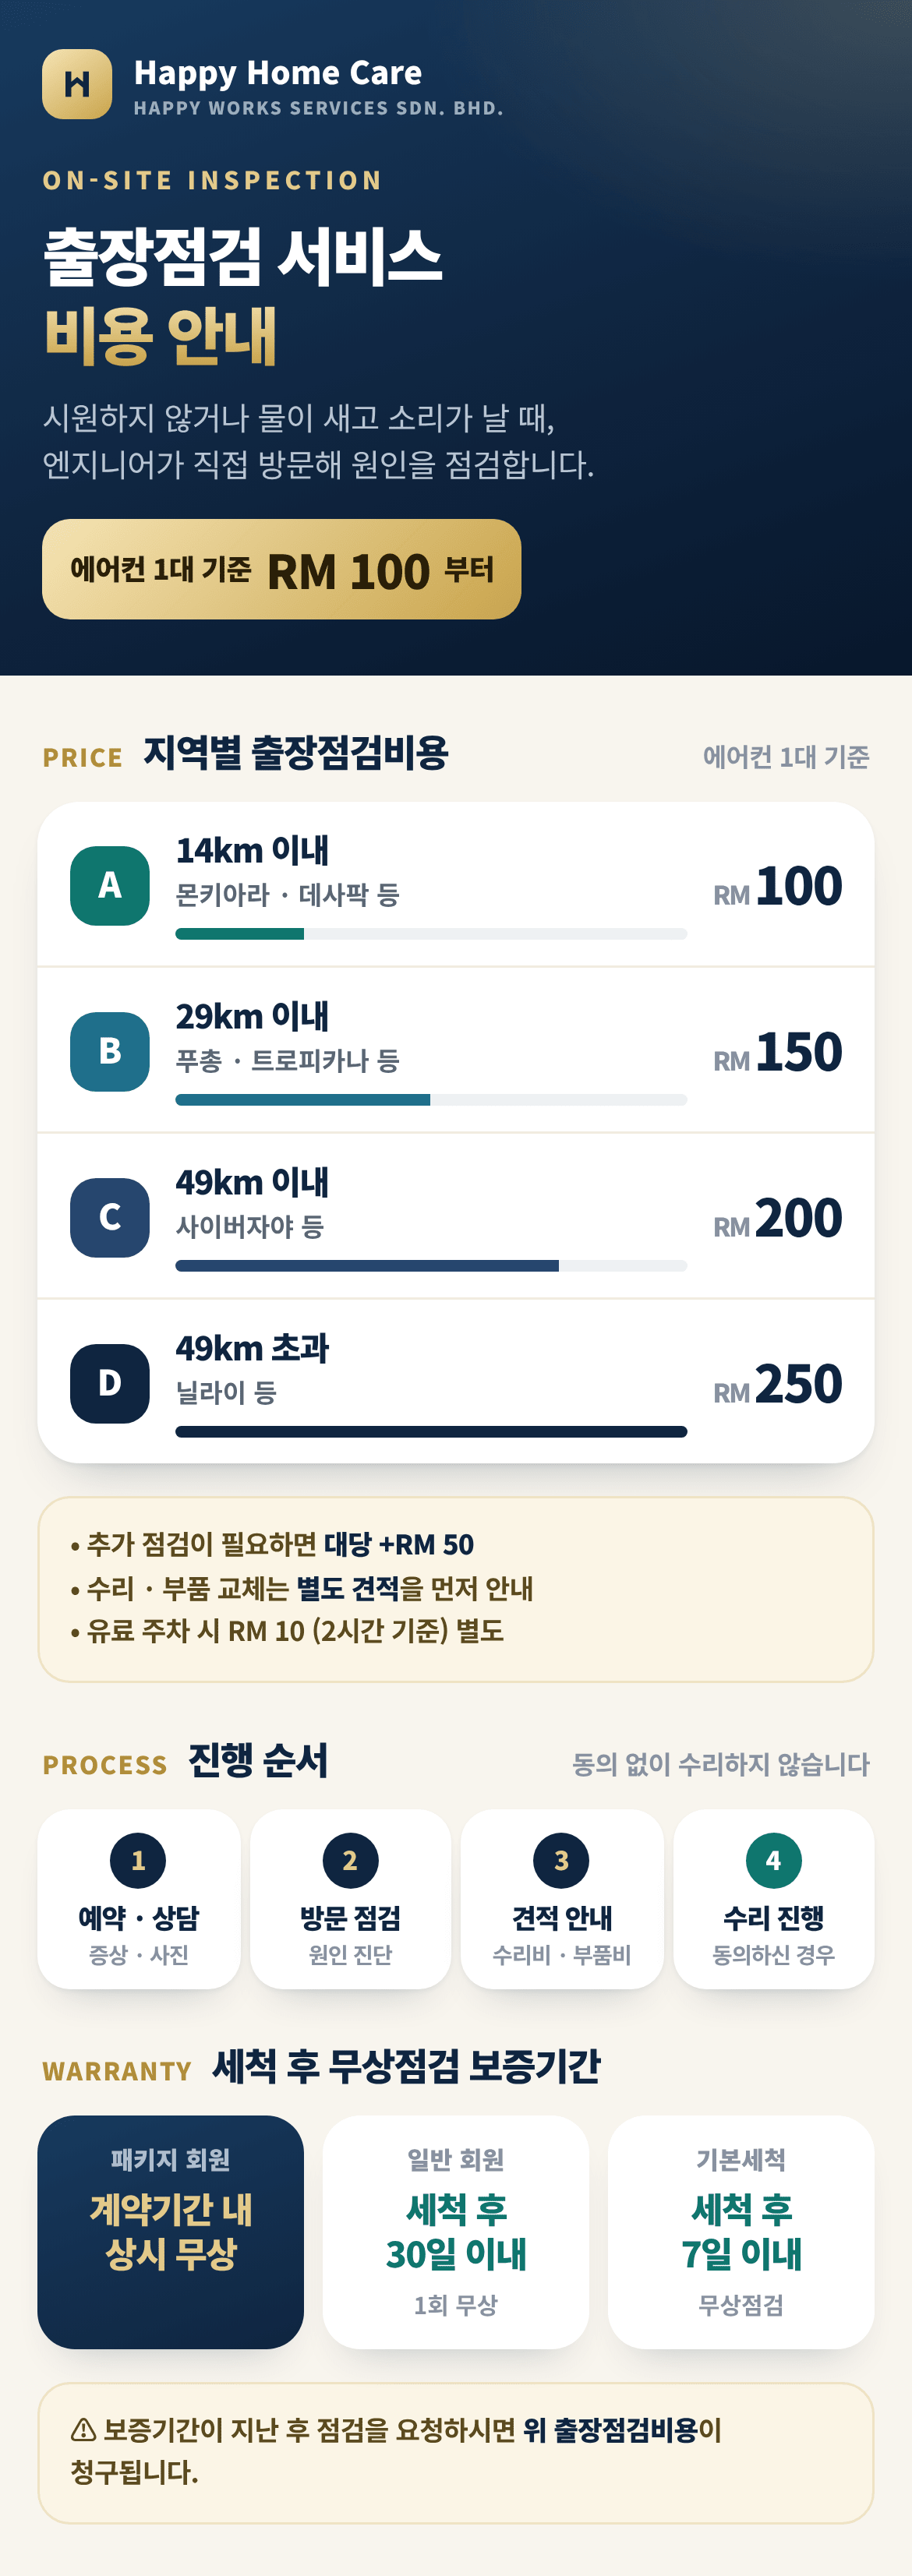 Happy Home Care
HAPPY WORKS SERVICES SDN. BHD.
ON-SITE INSPECTION
출장점검 서비스
비용 안내
시원하지 않거나 물이 새고 소리가 날 때,
엔지니어가 직접 방문해 원인을 점검합니다.
에어컨 1대 기준 RM 100 부터
PRICE 지역별 출장점검비용 에어컨 1대 기준
A
14km 이내
몬키아라 · 데사팍 등
RM 100
B
29km 이내
푸총 · 트로피카나 등
RM 150
C
49km 이내
사이버자야 등
RM 200
D
49km 초과
닐라이 등
RM 250
• 추가 점검이 필요하면 대당 +RM 50
• 수리 · 부품 교체는 별도 견적을 먼저 안내
• 유료 주차 시 RM 10 (2시간 기준) 별도
PROCESS 진행 순서 동의 없이 수리하지 않습니다
1
예약 · 상담
증상 · 사진
2
방문 점검
원인 진단
3
견적 안내
수리비 · 부품비
4
수리 진행
동의하신 경우
WARRANTY 세척 후 무상점검 보증기간
패키지 회원
계약기간 내
상시 무상
일반 회원
세척 후
30일 이내
1회 무상
기본세척
세척 후
7일 이내
무상점검
⚠ 보증기간이 지난 후 점검을 요청하시면 위 출장점검비용이
청구됩니다.